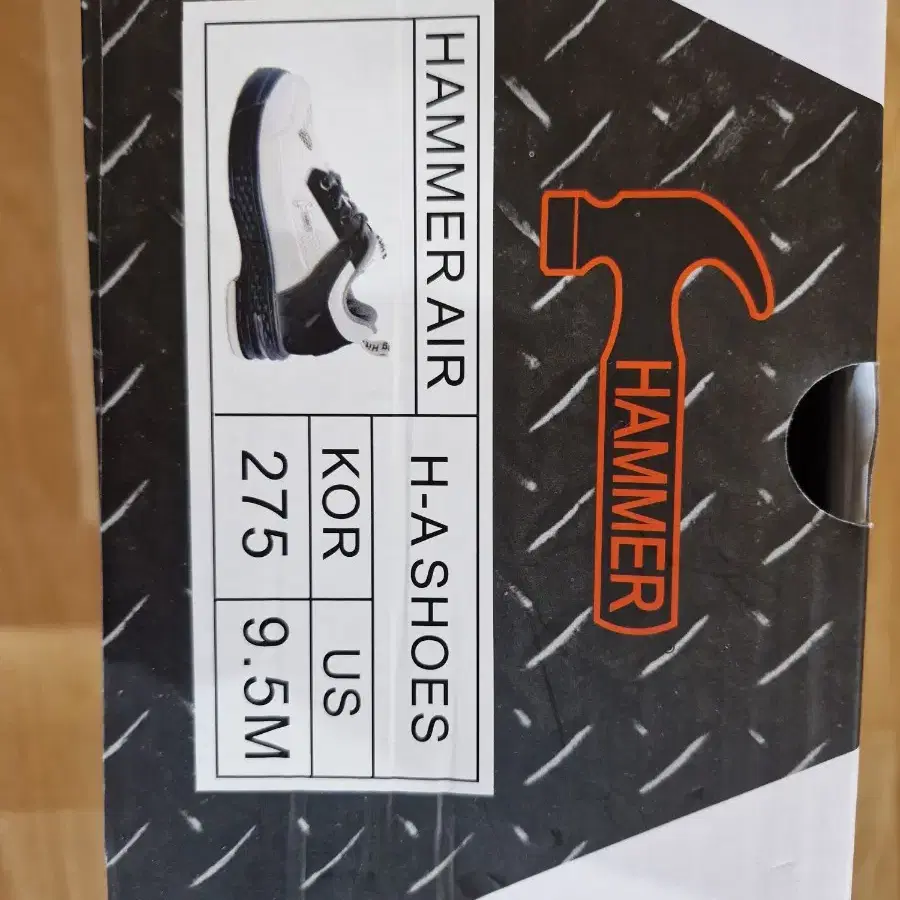 HAMMER AIR
H-A SHOES
KOR US
275 9.5M
HAMMER